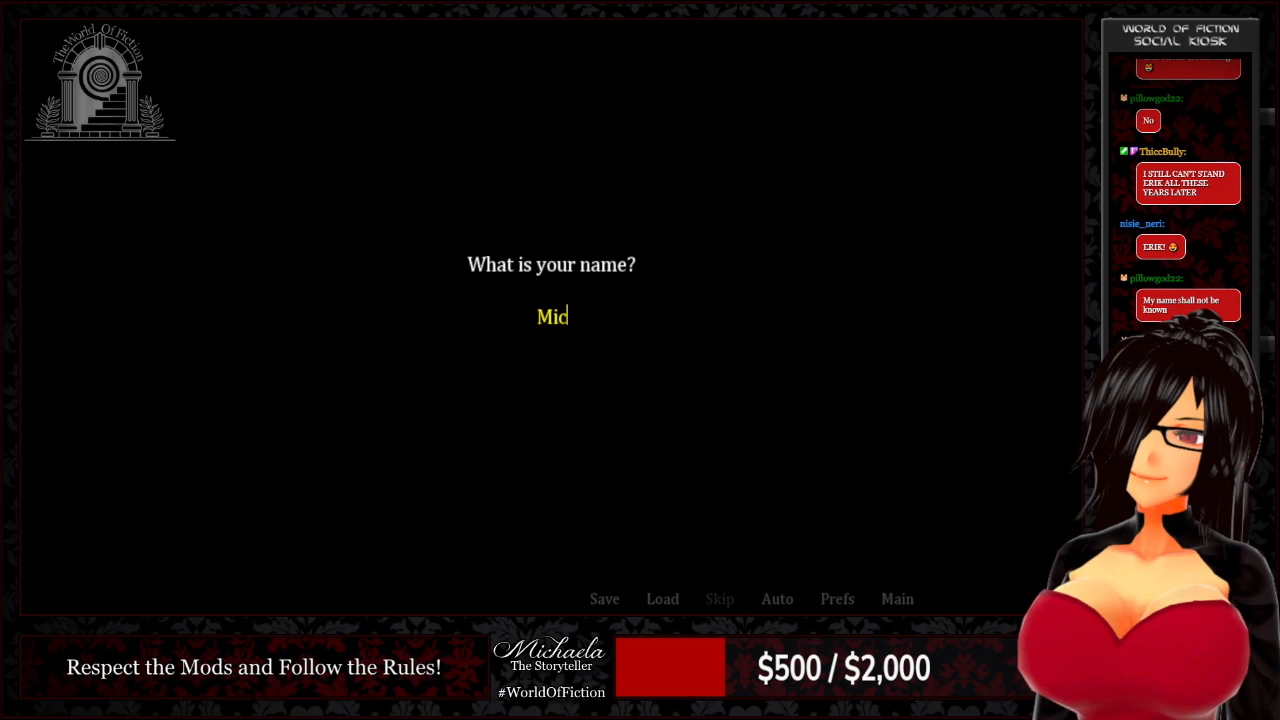 The World Of Fiction
What is your name?
Mic
Save Load Skip Auto Prefs Main
Respect the Mods and Follow the Rules!
Michaela
The Storyteller
#WorldOfFiction
$500 / $2,000
WORLD OF FICTION
SOCIAL KIOSK
pillowgod22:
No
ThiccBully:
I STILL CAN'T STAND
ERIK ALL THESE
YEARS LATER
nisie_neri:
ERIK!
pillowgod22:
My name shall not be
known